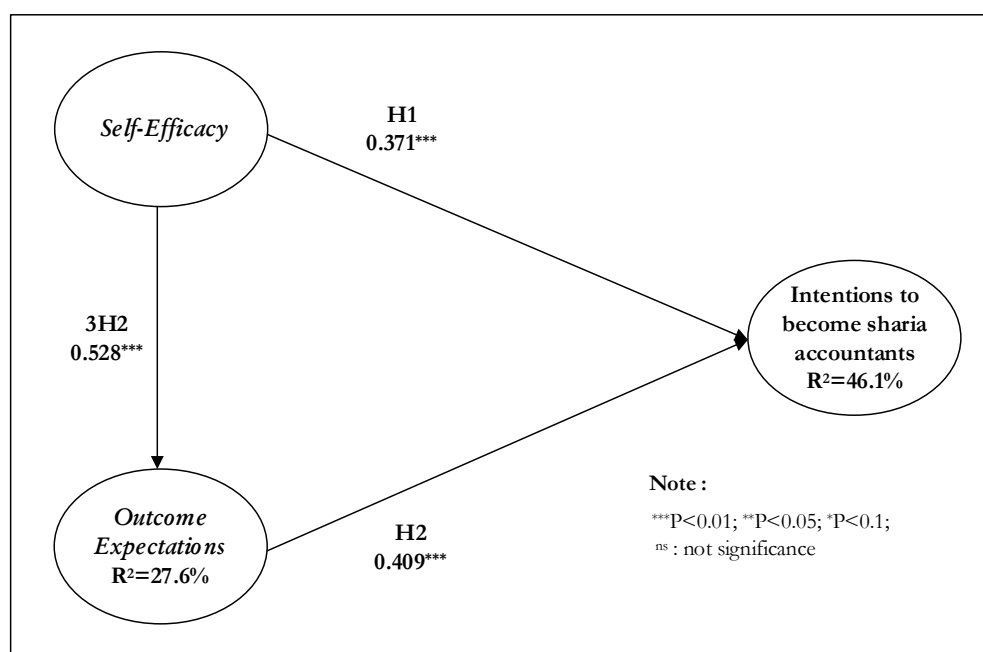 Self-Efficacy
H1
0.371***
3H2
0.528***
Intentions to
become sharia
accountants
R²=46.1%
Outcome
Expectations
R²=27.6%
H2
0.409***
Note :
***P<0.01; **P<0.05; *P<0.1;
ns : not significance